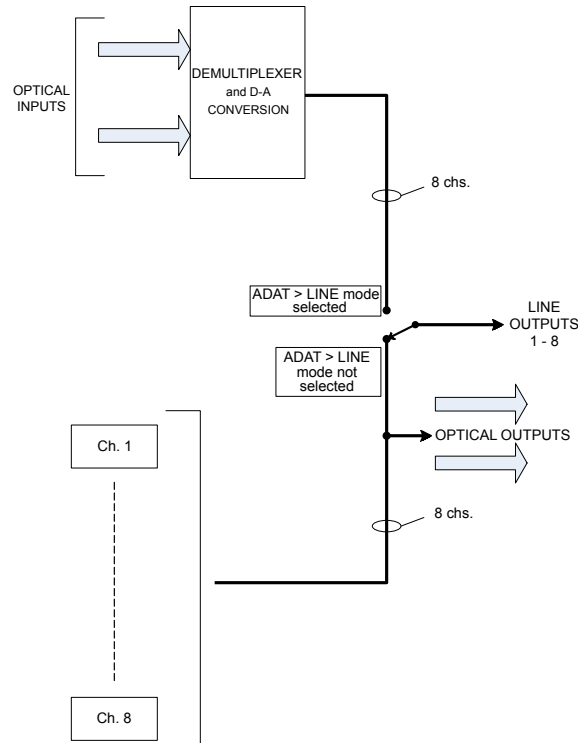 OPTICAL
INPUTS
DEMULTIPLEXER
and D-A
CONVERSION
8 chs.
ADAT > LINE mode
selected
LINE
OUTPUTS
1 - 8
ADAT > LINE
mode not
selected
OPTICAL OUTPUTS
Ch. 1
8 chs.
Ch. 8